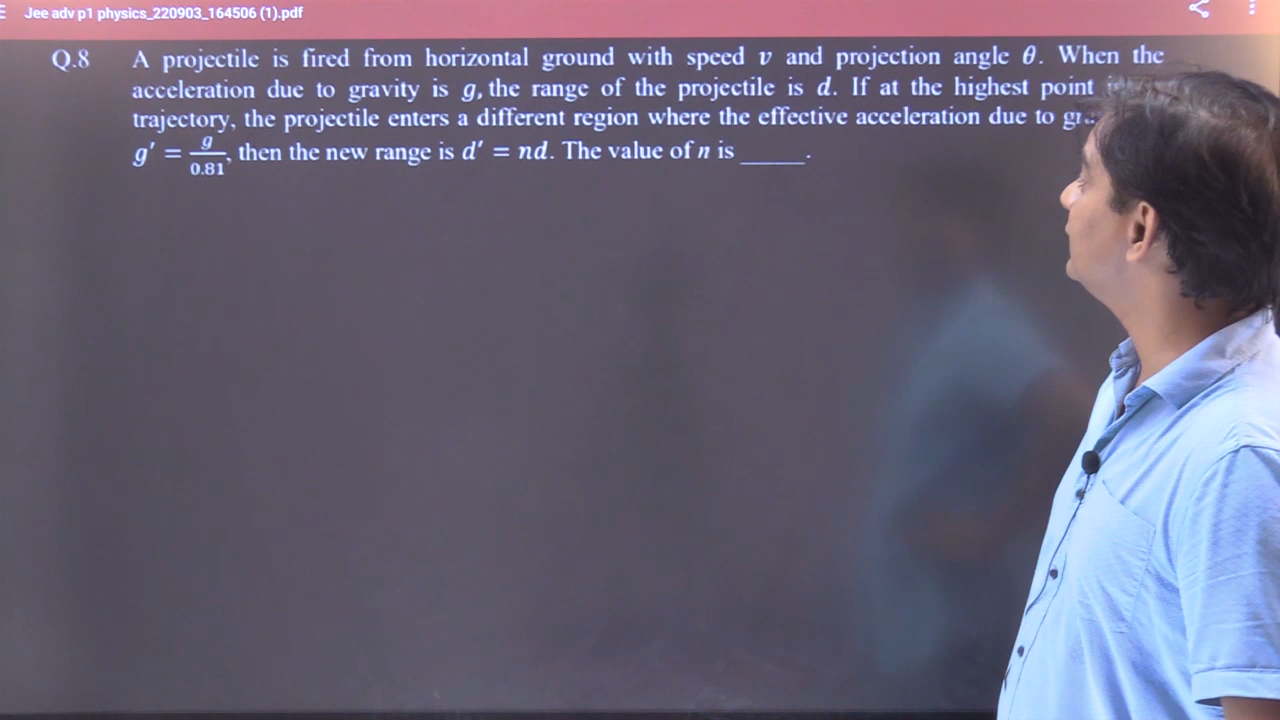 Jee adv p1 physics_220903_164506 (1).pdf
Q.8 A projectile is fired from horizontal ground with speed v and projection angle θ. When the
acceleration due to gravity is g, the range of the projectile is d. If at the highest point
trajectory, the projectile enters a different region where the effective acceleration due to
g′ = g/0.81, then the new range is d′ = nd. The value of n is _____.